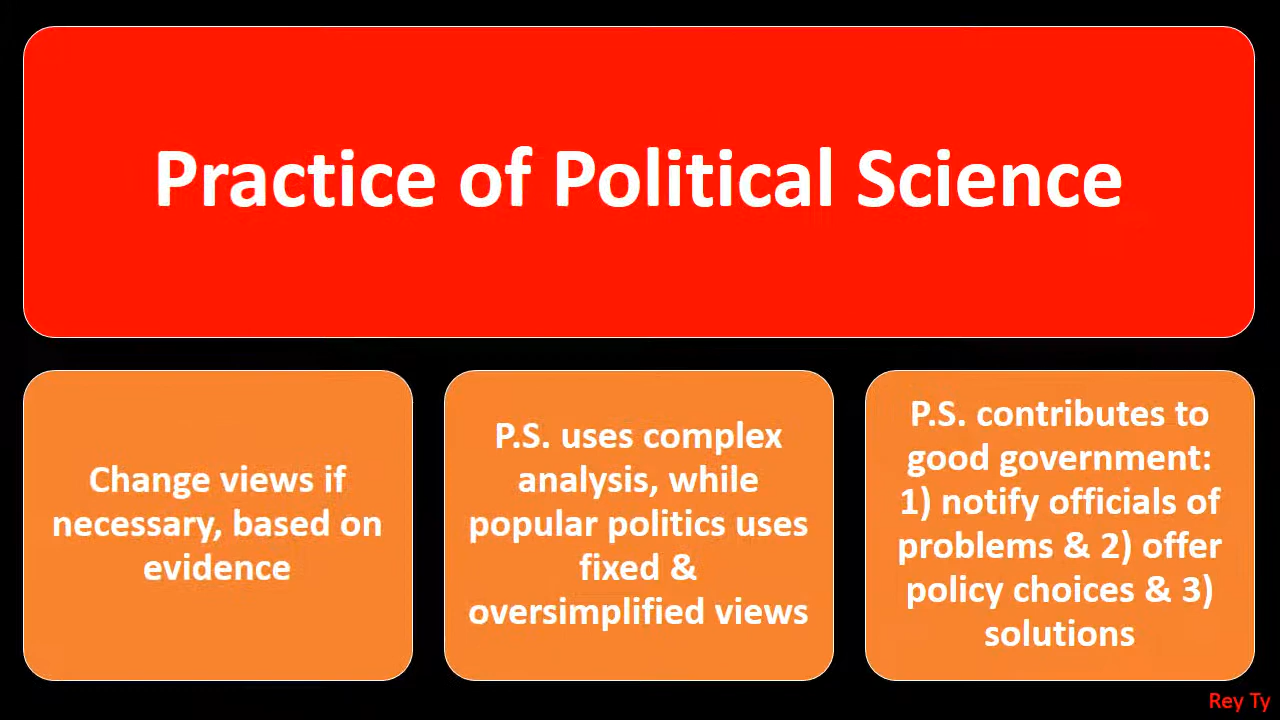 Practice of Political Science
Change views if
necessary, based on
evidence
P.S. uses complex
analysis, while
popular politics uses
fixed &
oversimplified views
P.S. contributes to
good government:
1) notify officials of
problems & 2) offer
policy choices & 3)
solutions
Rey Ty